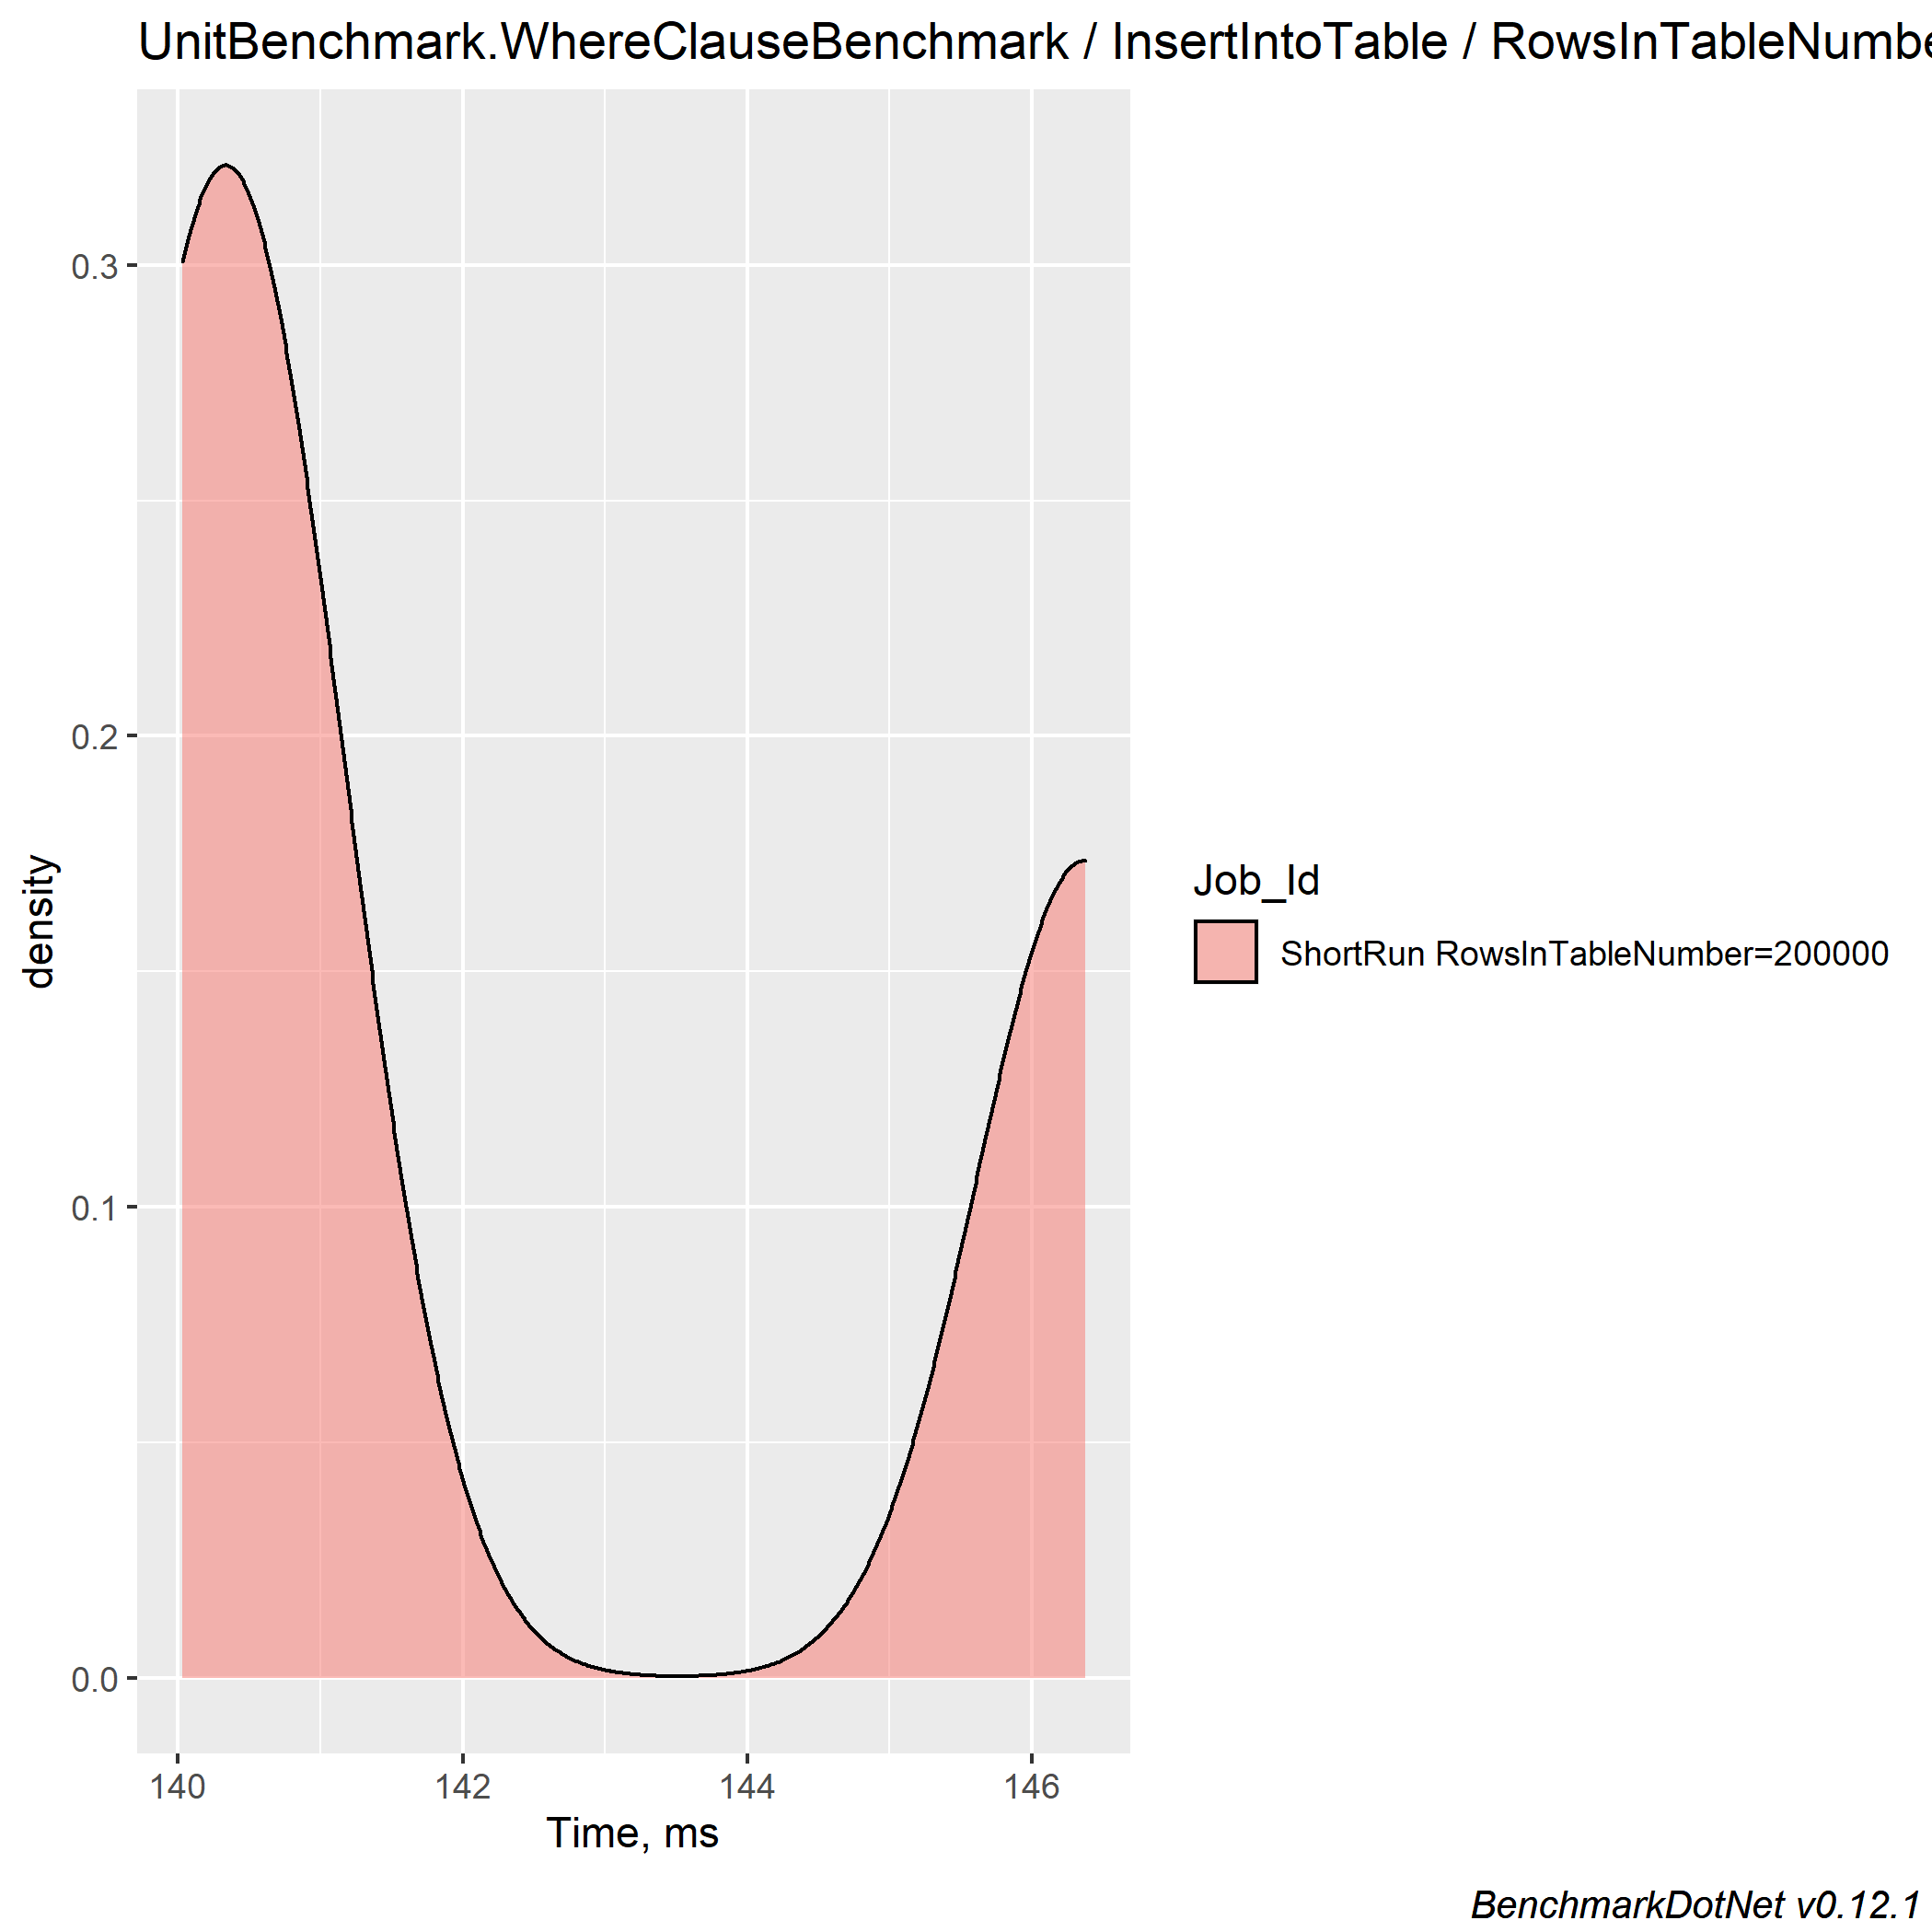 UnitBenchmark.WhereClauseBenchmark / InsertIntoTable / RowsInTableNumbe
0.3
0.2
0.1
0.0
density
140 142 144 146
Time, ms
Job_Id
ShortRun RowsInTableNumber=200000
BenchmarkDotNet v0.12.1